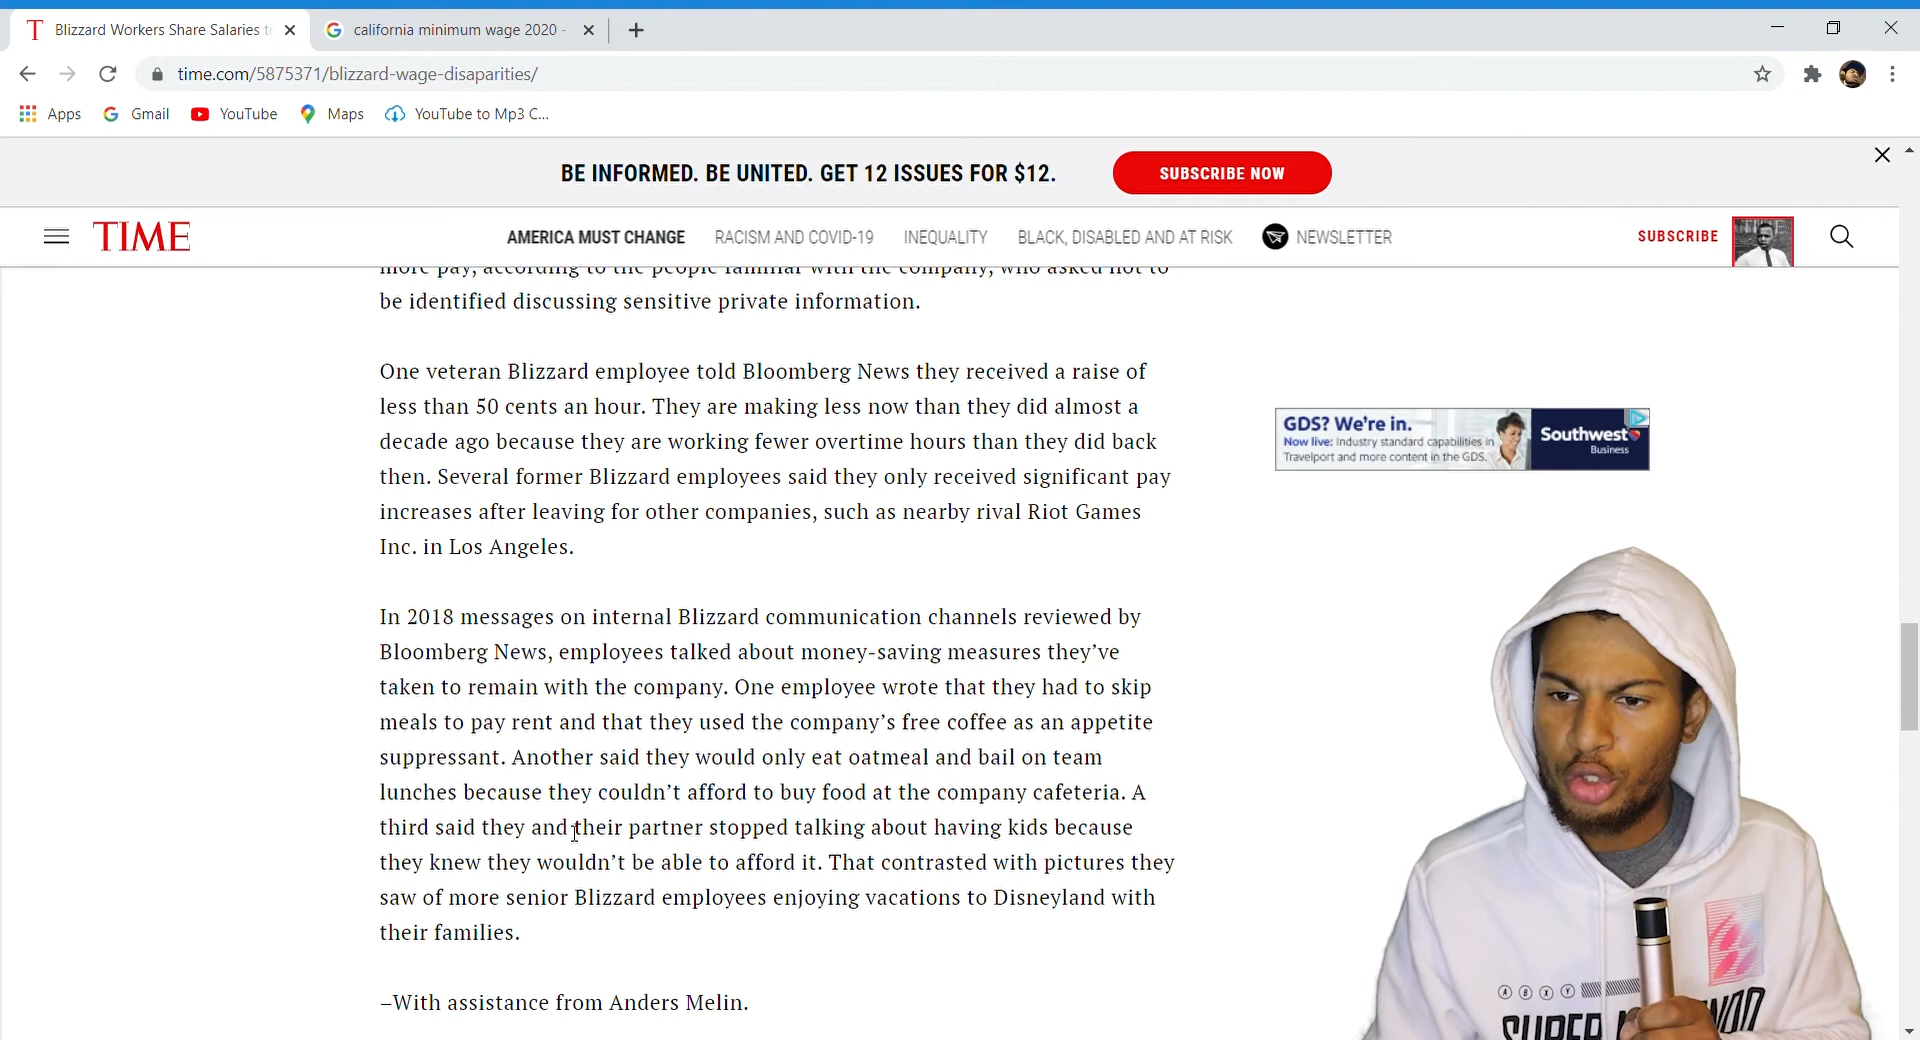 T Blizzard Workers Share Salaries to
california minimum wage 2020 -
time.com/5875371/blizzard-wage-disparities/
Apps Gmail YouTube Maps YouTube to Mp3 C...
BE INFORMED. BE UNITED. GET 12 ISSUES FOR $12. SUBSCRIBE NOW
TIME AMERICA MUST CHANGE RACISM AND COVID-19 INEQUALITY BLACK, DISABLED AND AT RISK NEWSLETTER SUBSCRIBE
more pay, according to the people familiar with the company, who asked not to
be identified discussing sensitive private information.
One veteran Blizzard employee told Bloomberg News they received a raise of
less than 50 cents an hour. They are making less now than they did almost a
decade ago because they are working fewer overtime hours than they did back
then. Several former Blizzard employees said they only received significant pay
increases after leaving for other companies, such as nearby rival Riot Games
Inc. in Los Angeles.
In 2018 messages on internal Blizzard communication channels reviewed by
Bloomberg News, employees talked about money-saving measures they’ve
taken to remain with the company. One employee wrote that they had to skip
meals to pay rent and that they used the company’s free coffee as an appetite
suppressant. Another said they would only eat oatmeal and bail on team
lunches because they couldn’t afford to buy food at the company cafeteria. A
third said they and their partner stopped talking about having kids because
they knew they wouldn’t be able to afford it. That contrasted with pictures they
saw of more senior Blizzard employees enjoying vacations to Disneyland with
their families.
–With assistance from Anders Melin.
GDS? We're in.
Now live: Industry standard capabilities in
Travelport and more content in the GDS.
Southwest
Business
A B X Y
SUPER